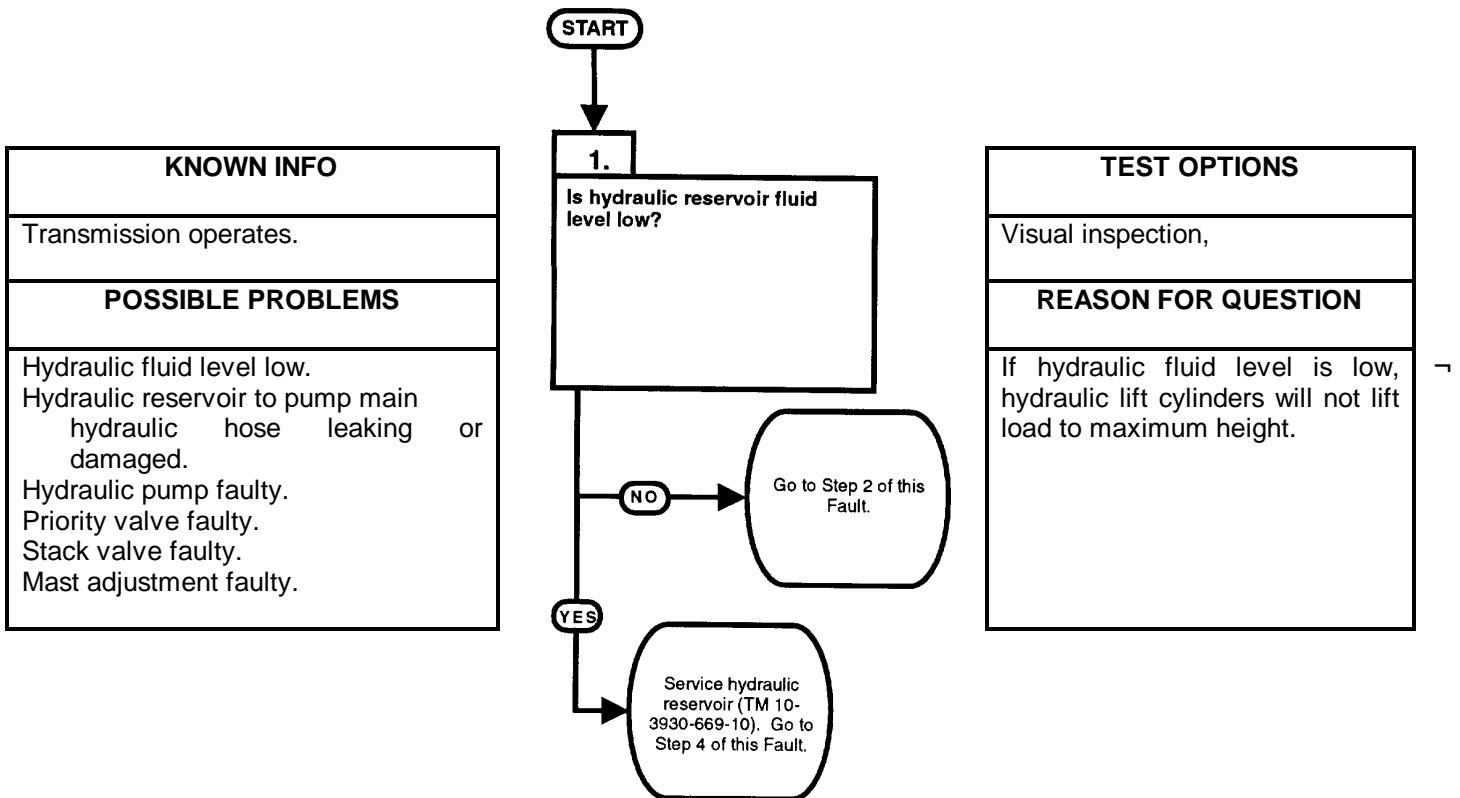 START
KNOWN INFO
Transmission operates.
POSSIBLE PROBLEMS
Hydraulic fluid level low.
Hydraulic reservoir to pump main
hydraulic hose leaking or
damaged.
Hydraulic pump faulty.
Priority valve faulty.
Stack valve faulty.
Mast adjustment faulty.
1.
Is hydraulic reservoir fluid
level low?
TEST OPTIONS
Visual inspection,
REASON FOR QUESTION
If hydraulic fluid level is low,
hydraulic lift cylinders will not lift
load to maximum height.
¬
NO
Go to Step 2 of this
Fault.
YES
Service hydraulic
reservoir (TM 10-
3930-669-10). Go to
Step 4 of this Fault.